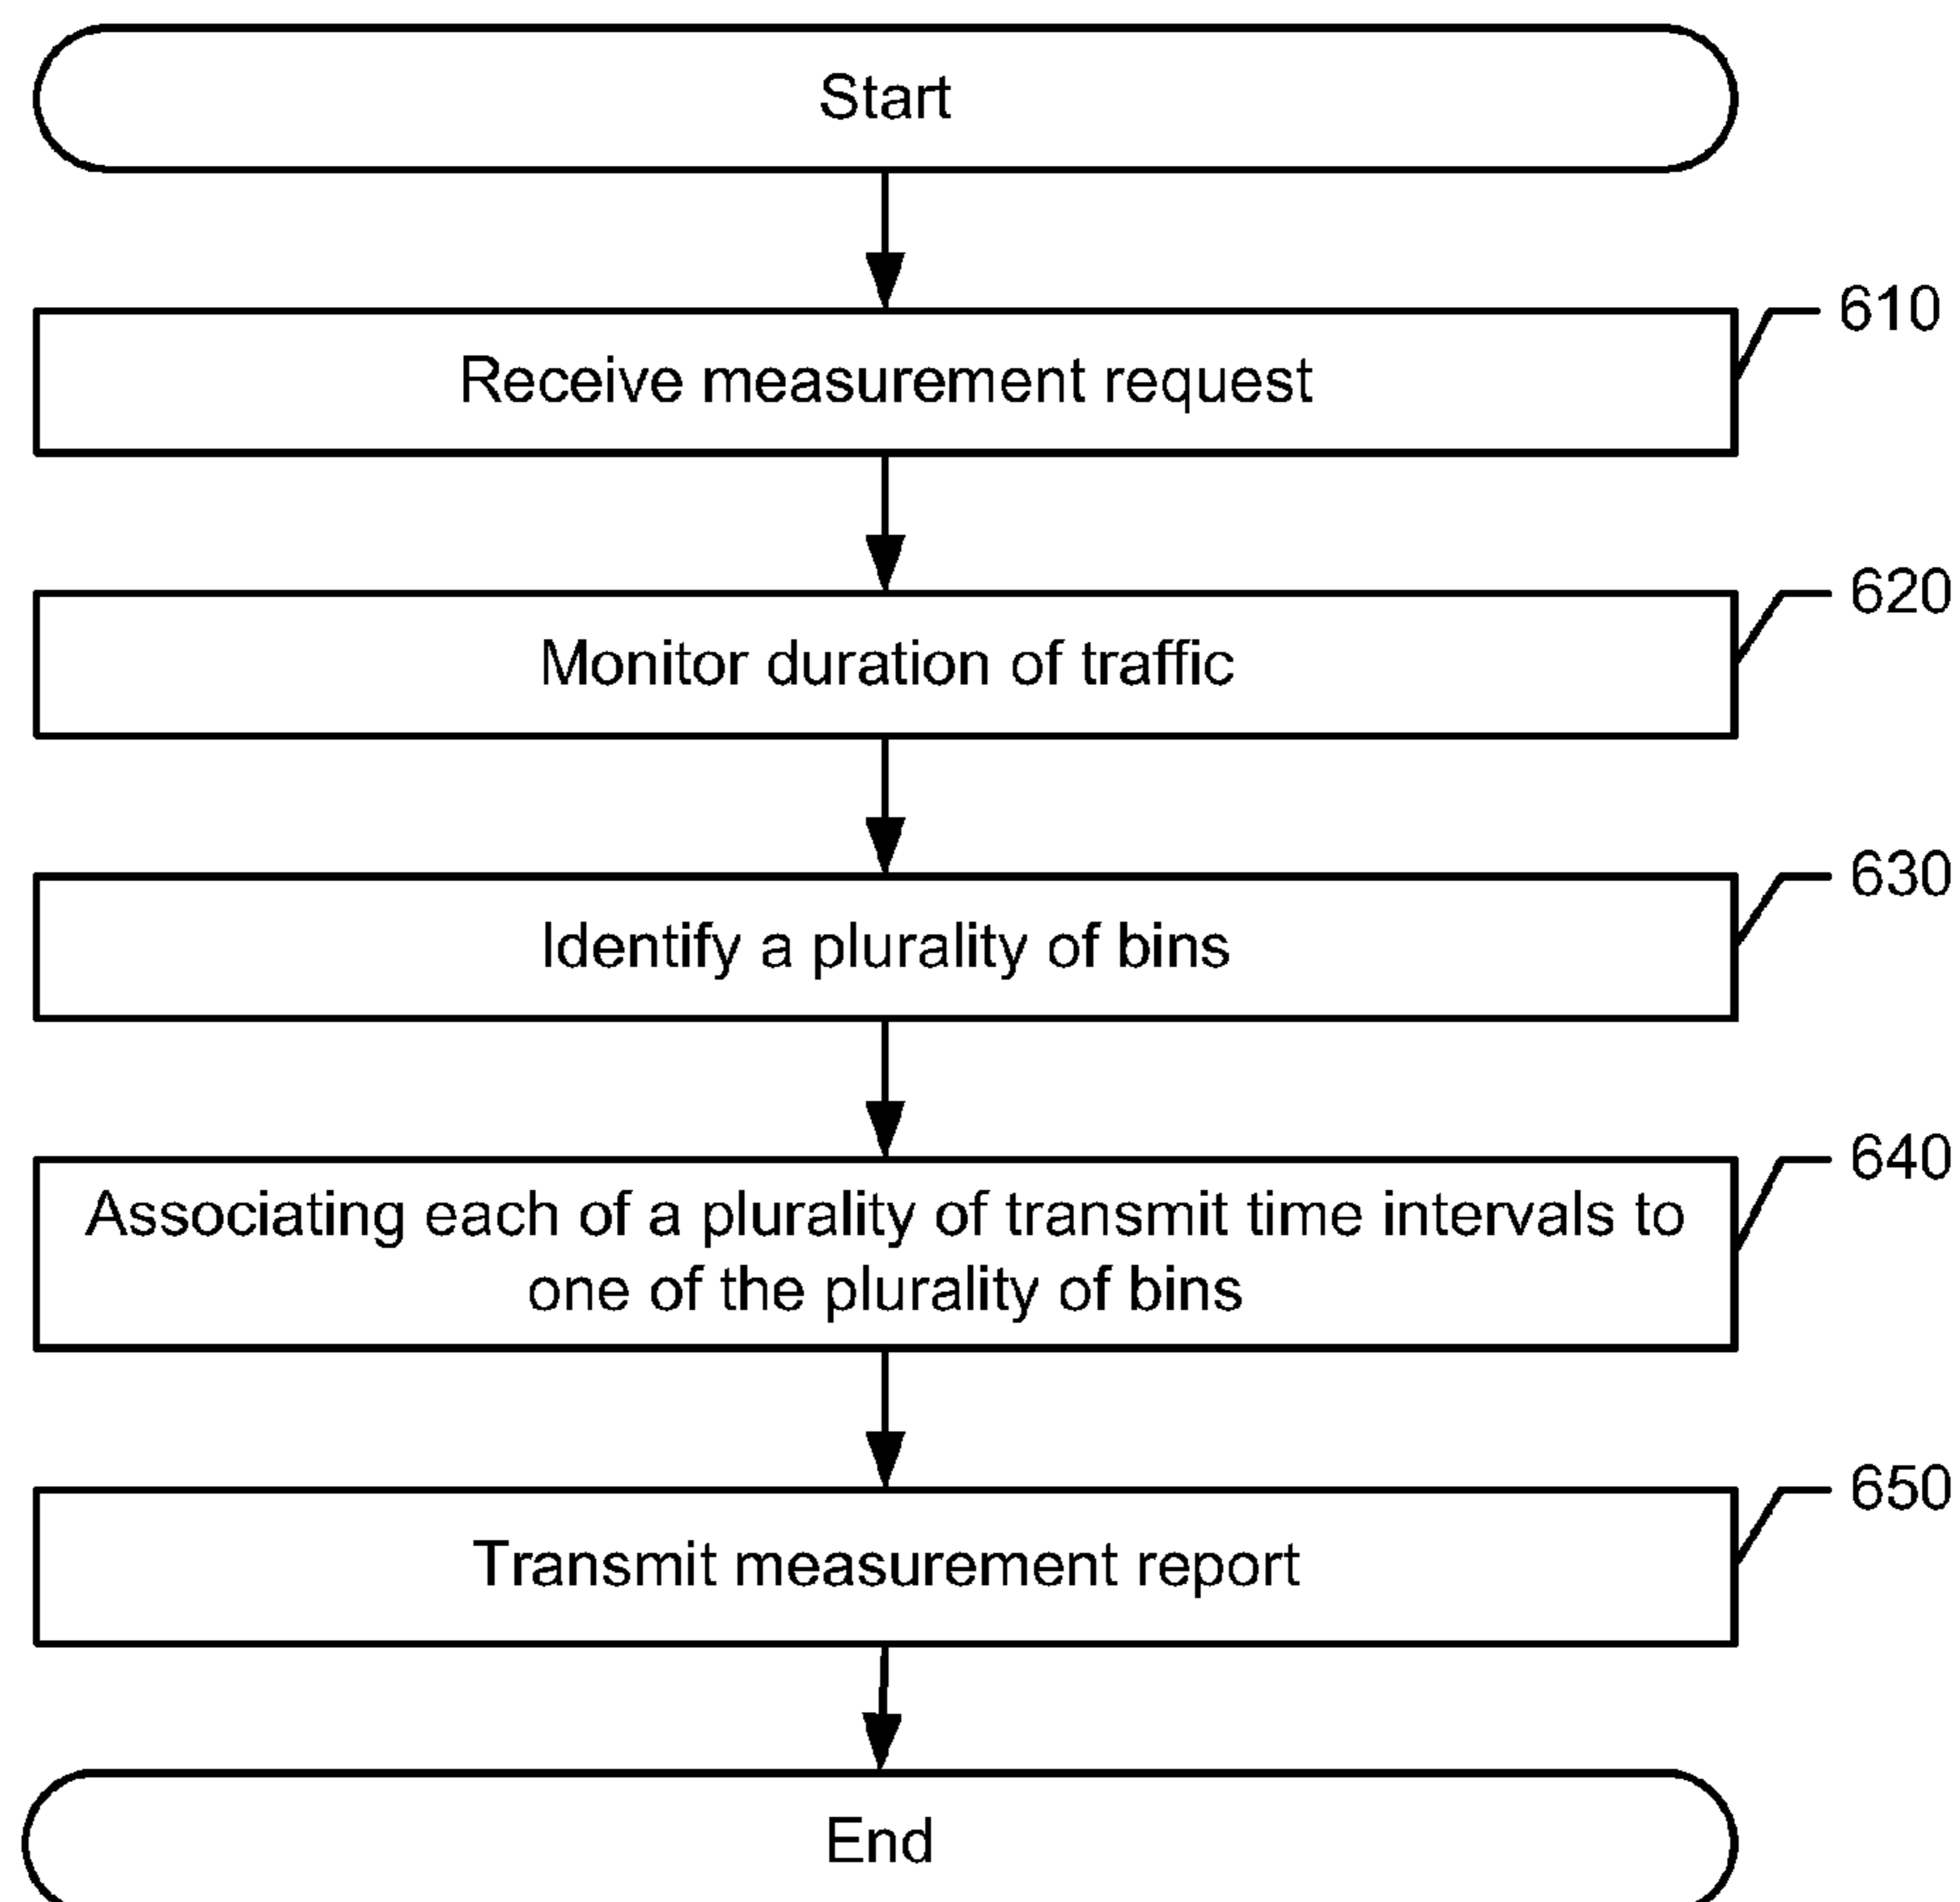 Start
610
Receive measurement request
620
Monitor duration of traffic
630
Identify a plurality of bins
640
Associating each of a plurality of transmit time intervals to
one of the plurality of bins
650
Transmit measurement report
End